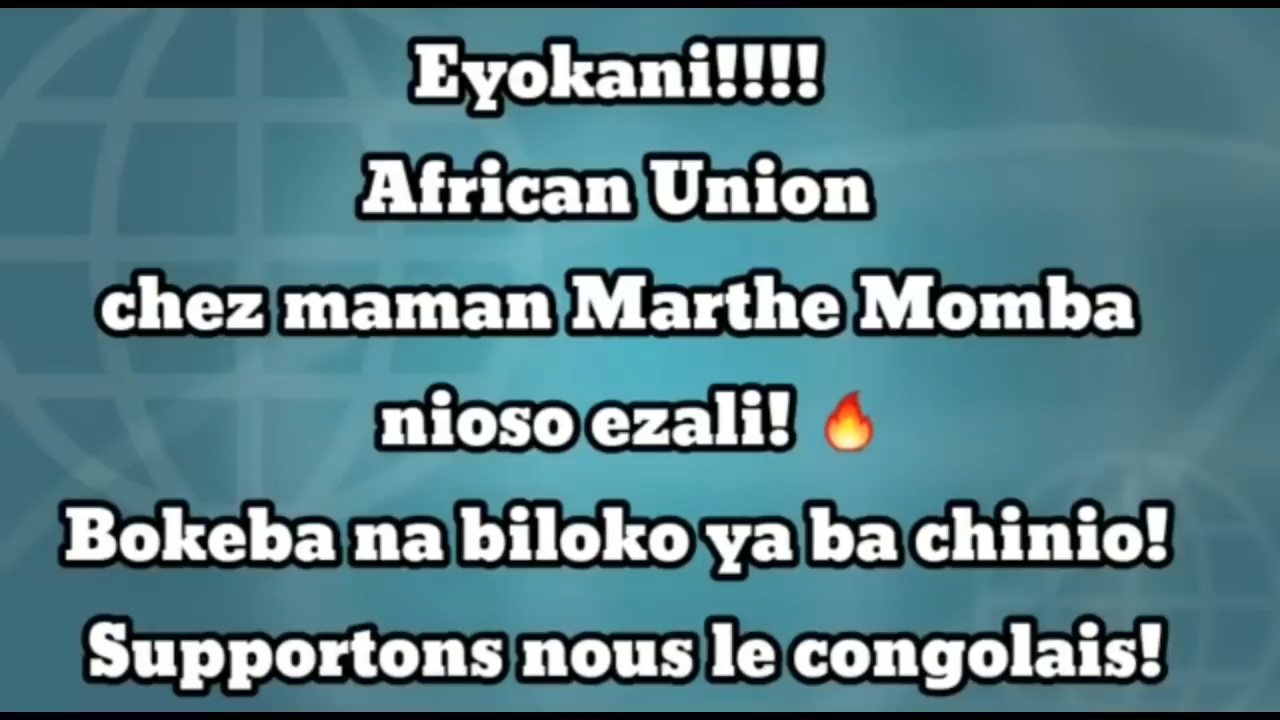 Eyokani!!!!
African Union
chez maman Marthe Momba
nioso ezali! 🔥
Bokeba na biloko ya ba chinio!
Supportons nous le congolais!